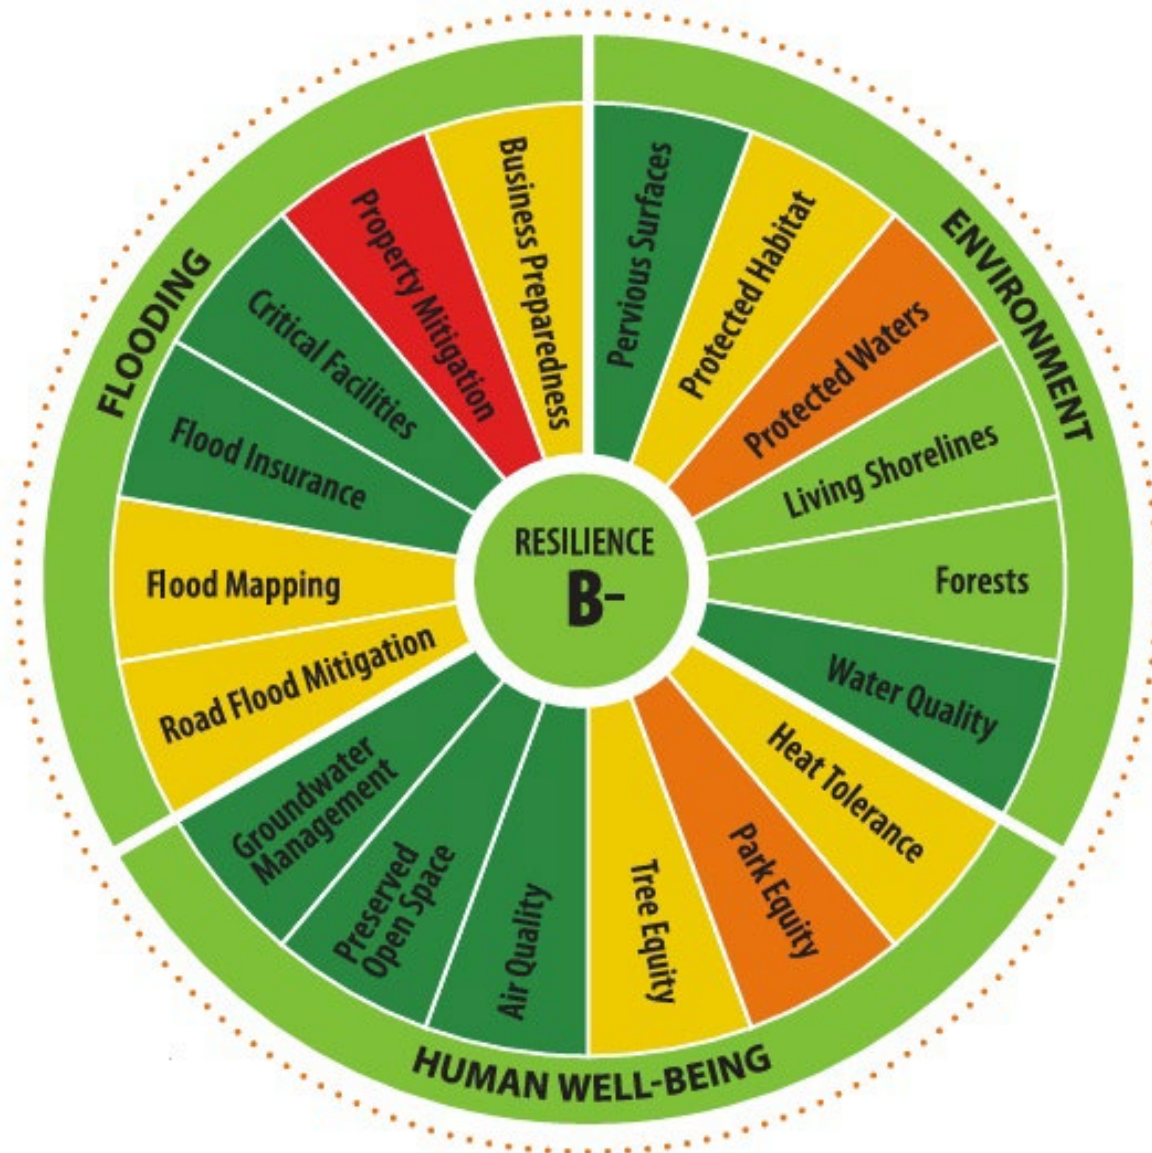 FLOODING
ENVIRONMENT
HUMAN WELL-BEING
RESILIENCE
B-
Business Preparedness
Property Mitigation
Critical Facilities
Flood Insurance
Flood Mapping
Road Flood Mitigation
Pervious Surfaces
Protected Habitat
Protected Waters
Living Shorelines
Forests
Water Quality
Heat Tolerance
Park Equity
Tree Equity
Air Quality
Preserved
Open Space
Groundwater
Management